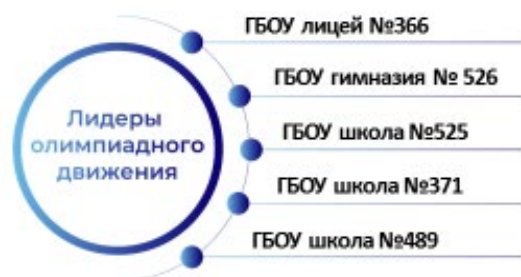 Лидеры
олимпиадного
движения
ГБОУ лицей №366
ГБОУ гимназия № 526
ГБОУ школа №525
ГБОУ школа №371
ГБОУ школа №489